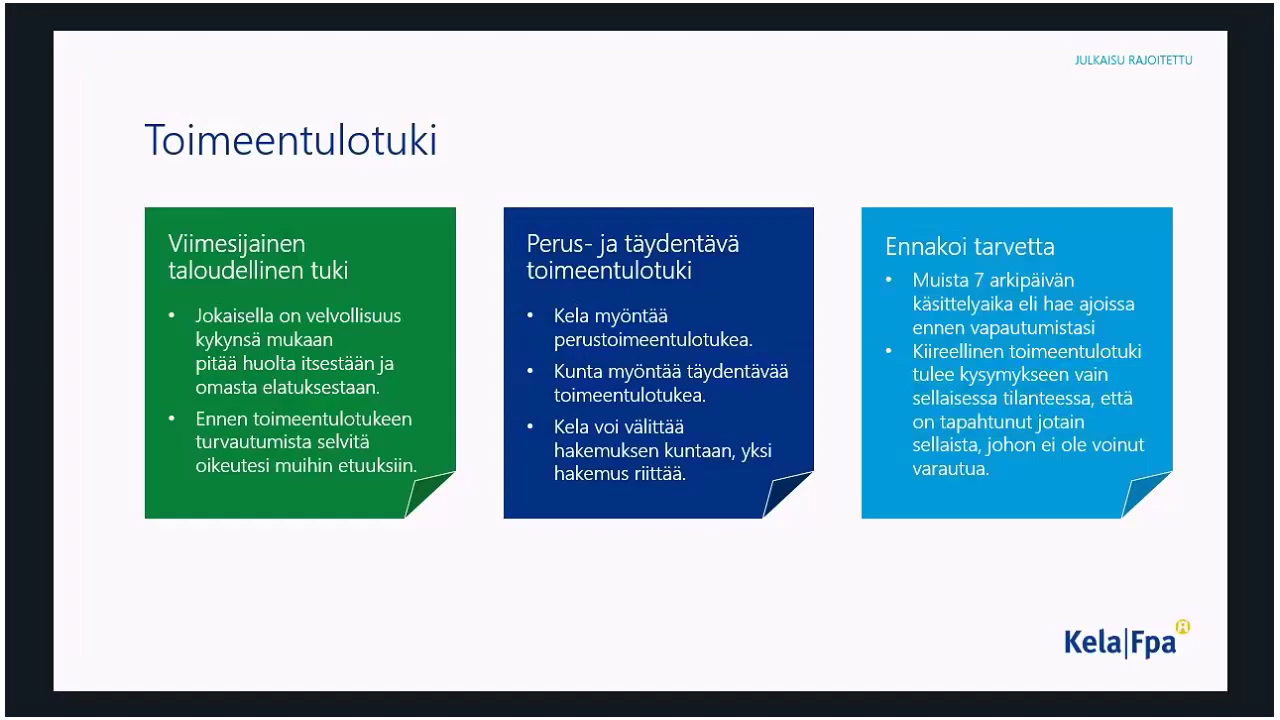 JULKAISU RAJOITETTU
Toimeentulotuki
Viimesijainen
taloudellinen tuki
• Jokaisella on velvollisuus
kykynsä mukaan
pitää huolta itsestään ja
omasta elatuksestaan.
• Ennen toimeentulotukeen
turvautumista selvitä
oikeutesi muihin etuuksiin.
Perus- ja täydentävä
toimeentulotuki
• Kela myöntää
perustoimeentulotukea.
• Kunta myöntää täydentävää
toimeentulotukea.
• Kela voi välittää
hakemuksen kuntaan, yksi
hakemus riittää.
Ennakoi tarvetta
• Muista 7 arkipäivän
käsittelyaika eli hae ajoissa
ennen vapautumistasi
• Kiireellinen toimeentulotuki
tulee kysymykseen vain
sellaisessa tilanteessa, että
on tapahtunut jotain
sellaista, johon ei ole voinut
varautua.
Kela|Fpa